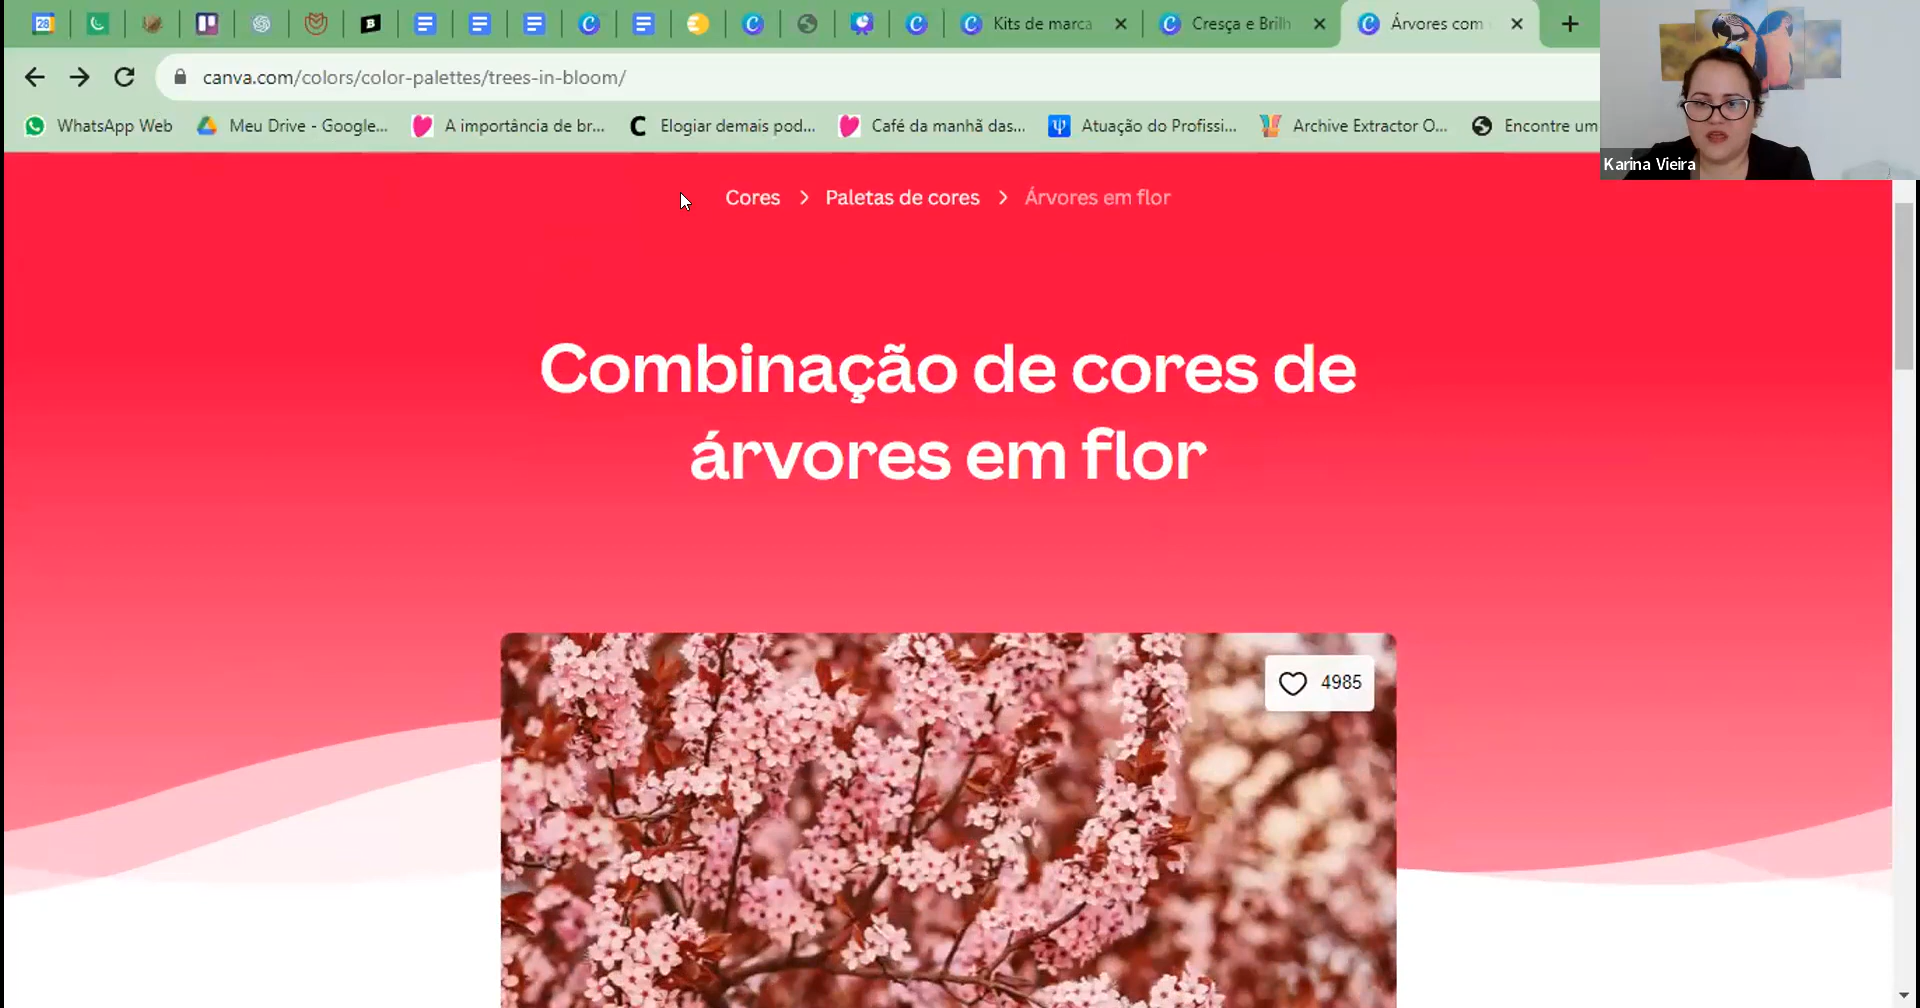 28
B
Kits de marca
Cresça e Brilh
Árvores com
canva.com/colors/color-palettes/trees-in-bloom/
WhatsApp Web
Meu Drive - Google...
A importância de br...
Elogiar demais pod...
Café da manhã das...
Atuação do Profissi...
Archive Extractor O...
Encontre um
Karina Vieira
Cores > Paletas de cores > Árvores em flor
Combinação de cores de
árvores em flor
4985